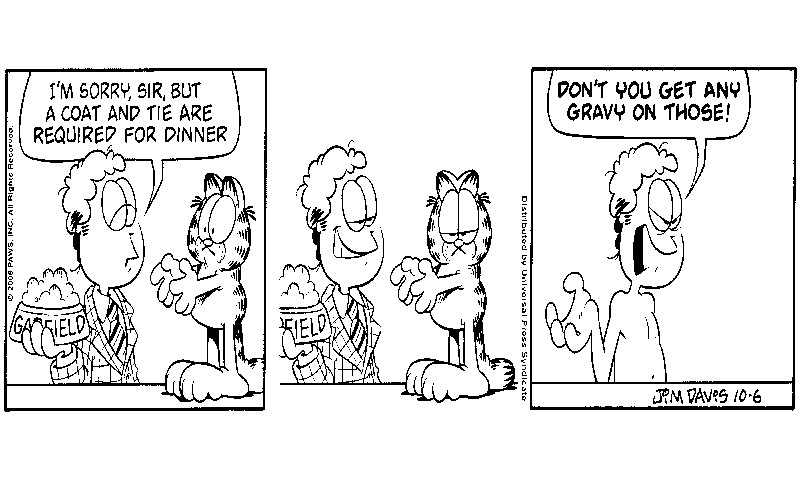 I'M SORRY, SIR, BUT
A COAT AND TIE ARE
REQUIRED FOR DINNER
© 2008 PAWS, INC. All Rights Reserved.
GARFIELD
FIELD
Distributed by Universal Press Syndicate
DON'T YOU GET ANY
GRAVY ON THOSE!
JIM DAVIS 10-6